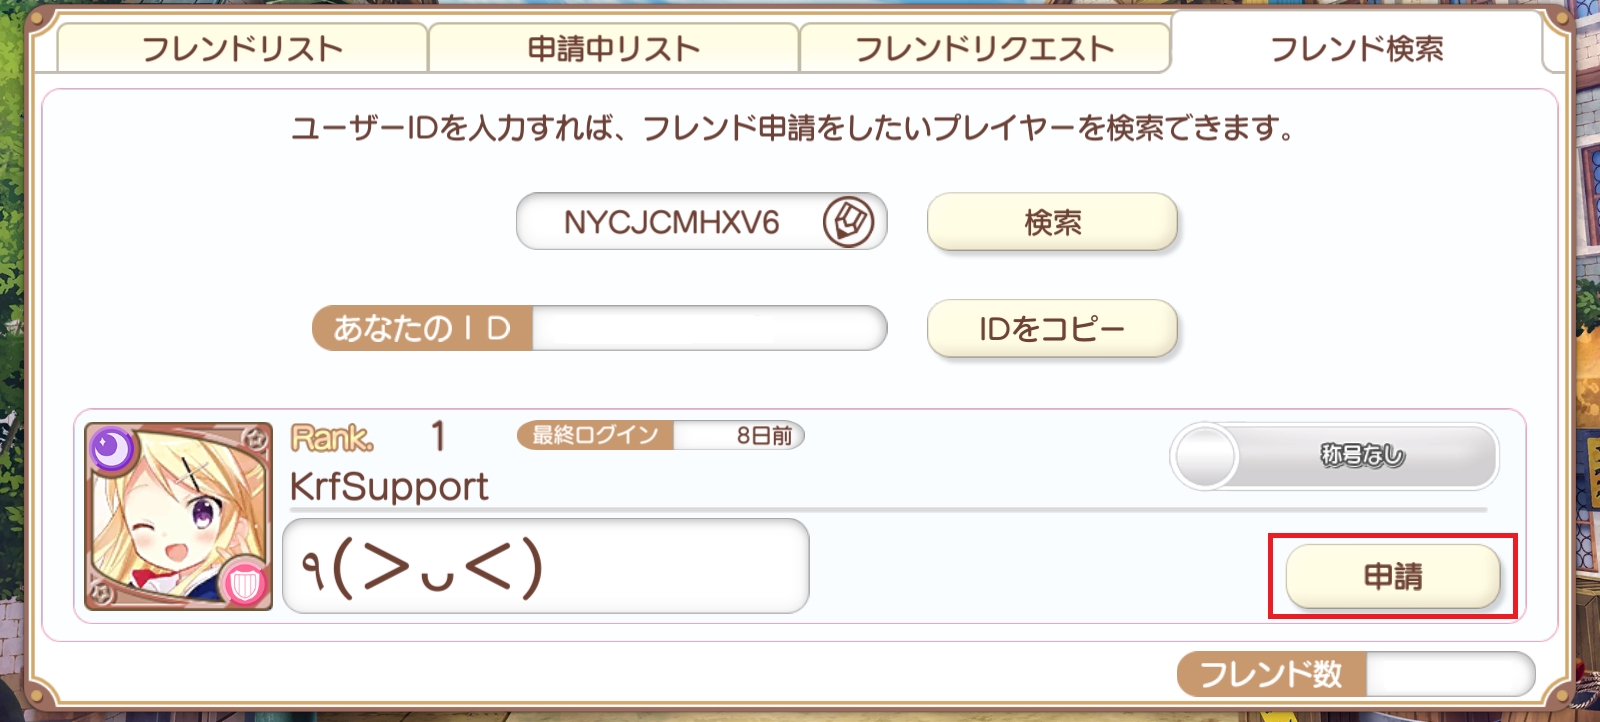 フレンドリスト
申請中リスト
フレンドリクエスト
フレンド検索
ユーザーIDを入力すれば、フレンド申請をしたいプレイヤーを検索できます。
NYCJCMHXV6
検索
あなたのＩＤ
IDをコピー
Rank. 1
最終ログイン 8日前
称号なし
KrfSupport
٩(＞ᴗ＜)
申請
フレンド数